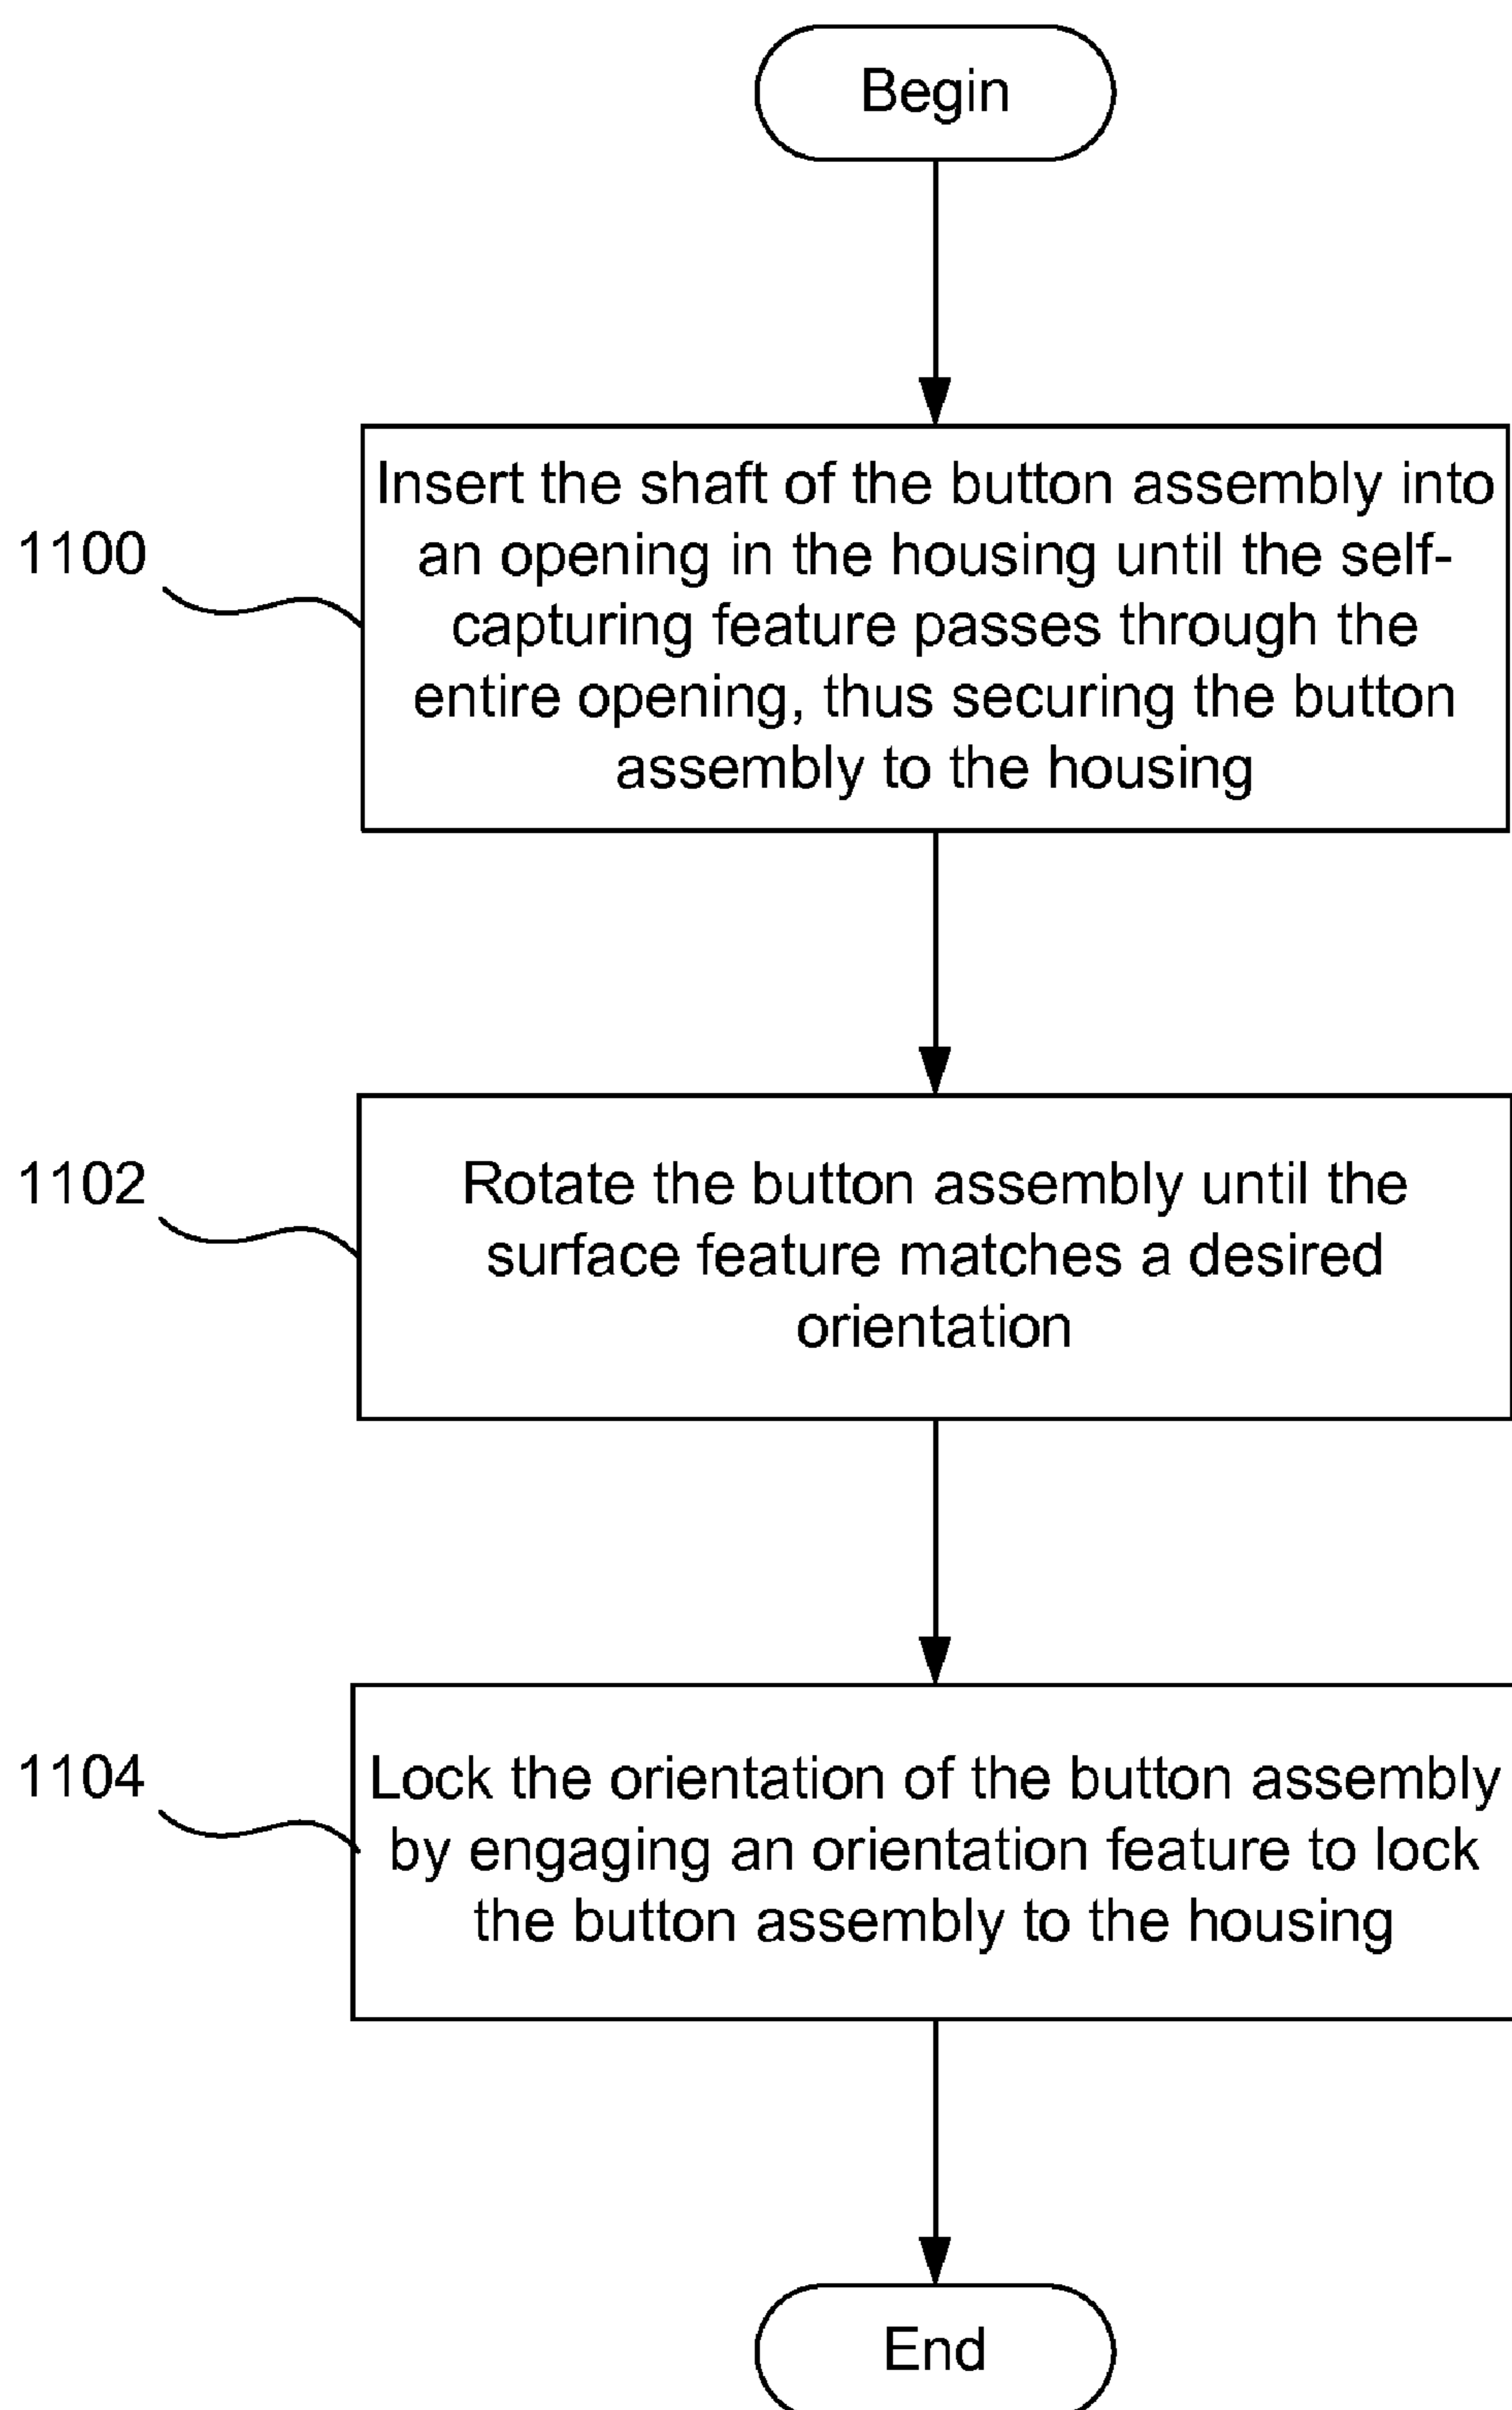 Begin
1100
Insert the shaft of the button assembly into
an opening in the housing until the self-
capturing feature passes through the
entire opening, thus securing the button
assembly to the housing
1102
Rotate the button assembly until the
surface feature matches a desired
orientation
1104
Lock the orientation of the button assembly
by engaging an orientation feature to lock
the button assembly to the housing
End